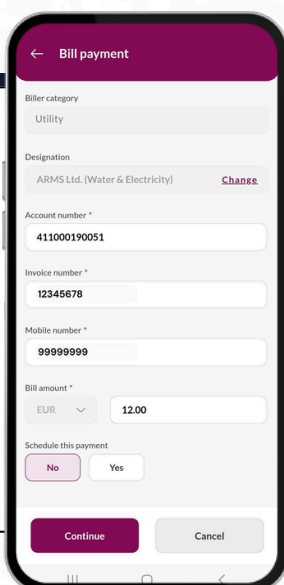 Bill payment
Biller category
Utility
Designation
ARMS Ltd. (Water & Electricity) Change
Account number *
411000190051
Invoice number *
12345678
Mobile number *
99999999
Bill amount *
EUR 12.00
Schedule this payment
No Yes
Continue Cancel